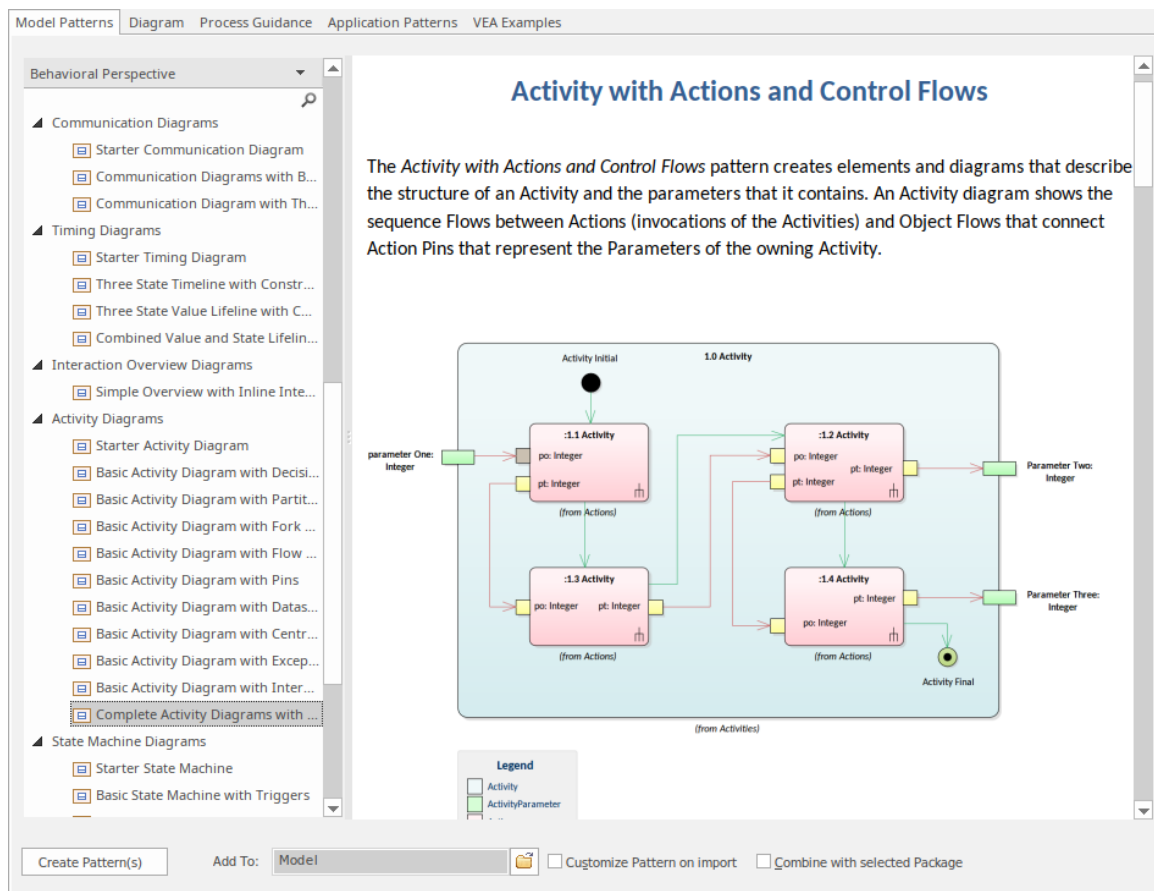 Model Patterns
Diagram
Process Guidance
Application Patterns
VEA Examples
Behavioral Perspective
Communication Diagrams
Starter Communication Diagram
Communication Diagrams with B...
Communication Diagram with Th...
Timing Diagrams
Starter Timing Diagram
Three State Timeline with Constr...
Three State Value Lifeline with C...
Combined Value and State Lifelin...
Interaction Overview Diagrams
Simple Overview with Inline Inte...
Activity Diagrams
Starter Activity Diagram
Basic Activity Diagram with Decisi...
Basic Activity Diagram with Partit...
Basic Activity Diagram with Fork ...
Basic Activity Diagram with Flow ...
Basic Activity Diagram with Pins
Basic Activity Diagram with Datas...
Basic Activity Diagram with Centr...
Basic Activity Diagram with Excep...
Basic Activity Diagram with Inter...
Complete Activity Diagrams with ...
State Machine Diagrams
Starter State Machine
Basic State Machine with Triggers
Activity with Actions and Control Flows
The Activity with Actions and Control Flows pattern creates elements and diagrams that describe
the structure of an Activity and the parameters that it contains. An Activity diagram shows the
sequence Flows between Actions (invocations of the Activities) and Object Flows that connect
Action Pins that represent the Parameters of the owning Activity.
Activity Initial
1.0 Activity
:1.1 Activity
po: Integer
pt: Integer
(from Actions)
:1.2 Activity
po: Integer
pt: Integer
pt: Integer
(from Actions)
parameter One:
Integer
Parameter Two:
Integer
:1.3 Activity
po: Integer
pt: Integer
(from Actions)
:1.4 Activity
pt: Integer
po: Integer
(from Actions)
Parameter Three:
Integer
Activity Final
(from Activities)
Legend
Activity
ActivityParameter
Create Pattern(s)
Add To:
Model
Customize Pattern on import
Combine with selected Package